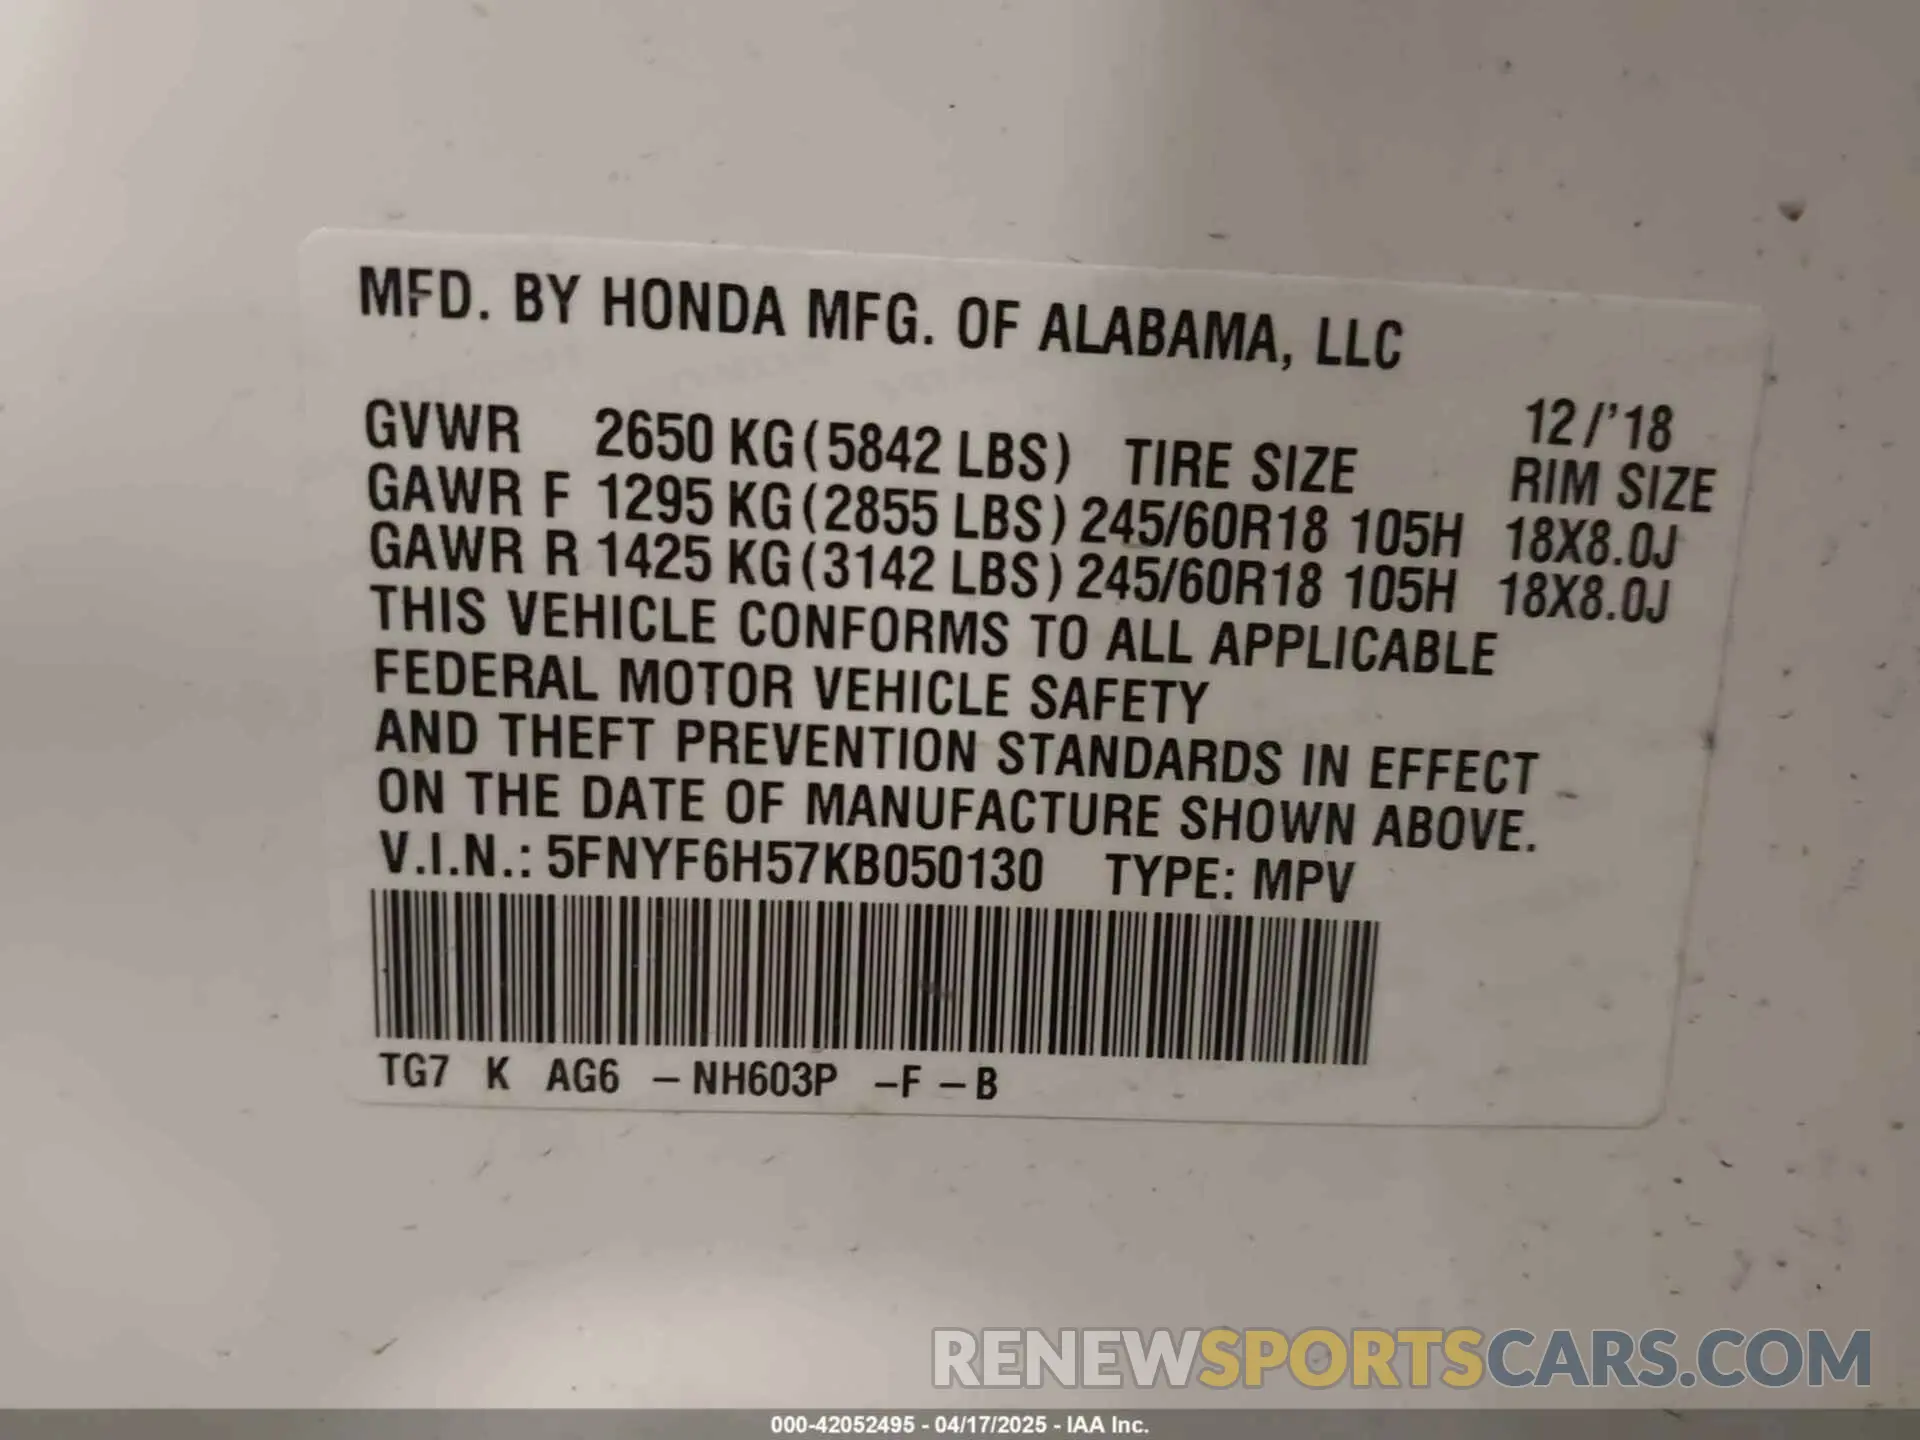 MFD. BY HONDA MFG. OF ALABAMA, LLC
12/'18
GVWR 2650 KG(5842 LBS) TIRE SIZE RIM SIZE
GAWR F 1295 KG(2855 LBS) 245/60R18 105H 18X8.0J
GAWR R 1425 KG(3142 LBS) 245/60R18 105H 18X8.0J
THIS VEHICLE CONFORMS TO ALL APPLICABLE
FEDERAL MOTOR VEHICLE SAFETY
AND THEFT PREVENTION STANDARDS IN EFFECT
ON THE DATE OF MANUFACTURE SHOWN ABOVE.
V.I.N.: 5FNYF6H57KB050130 TYPE: MPV
TG7 K AG6 -NH603P -F -B
RENEWSPORTSCARS.COM
000-42052495 - 04/17/2025 - IAA Inc.